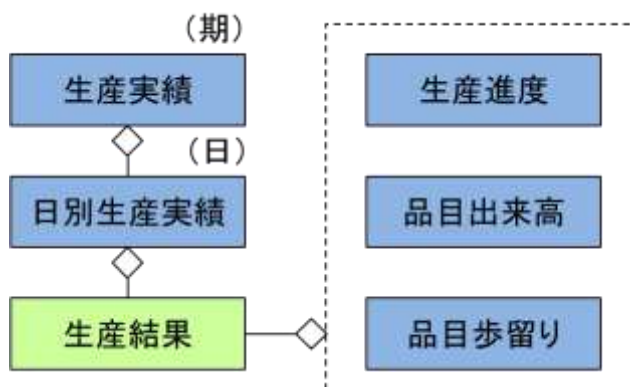 （期）
生産実績
生産進度
（日）
日別生産実績
品目出来高
生産結果
品目歩留り